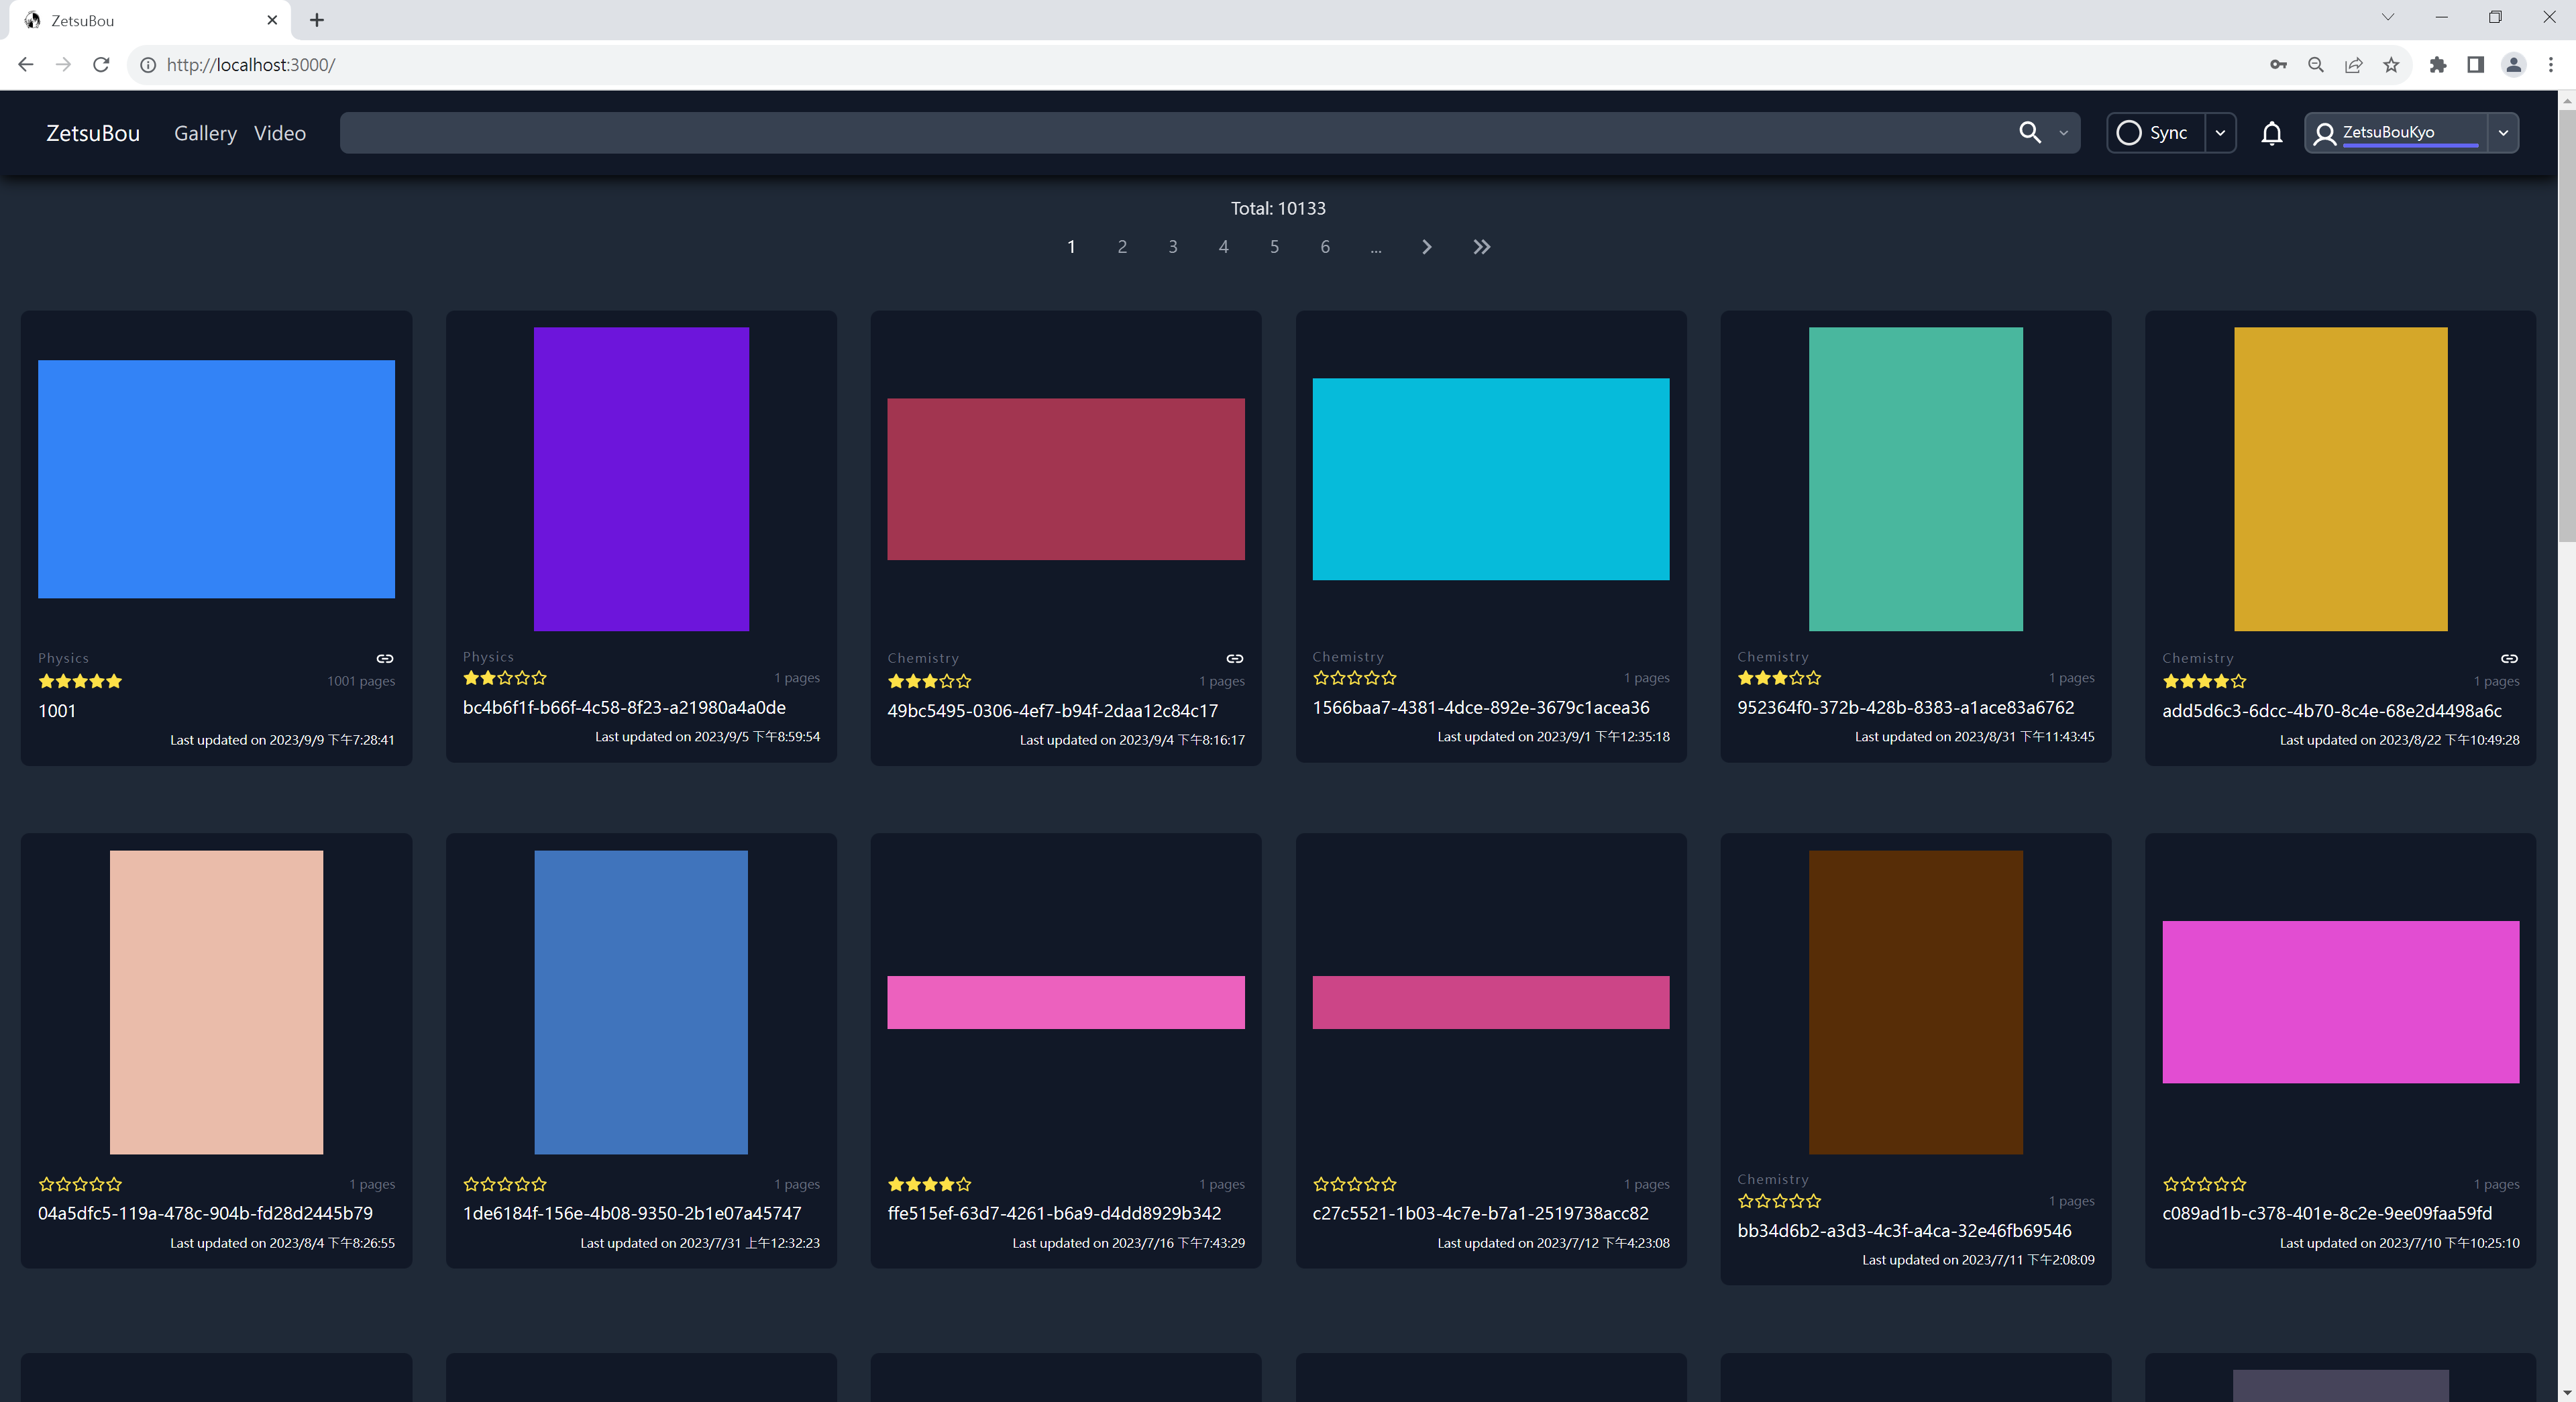 ZetsuBou
http://localhost:3000/
ZetsuBou Gallery Video Sync ZetsuBouKyo
Total: 10133
1 2 3 4 5 6 ...
Physics
1001 pages
1001
Last updated on 2023/9/9 下午7:28:41
Physics
1 pages
bc4b6f1f-b66f-4c58-8f23-a21980a4a0de
Last updated on 2023/9/5 下午8:59:54
Chemistry
1 pages
49bc5495-0306-4ef7-b94f-2daa12c84c17
Last updated on 2023/9/4 下午8:16:17
Chemistry
1 pages
1566baa7-4381-4dce-892e-3679c1acea36
Last updated on 2023/9/1 下午12:35:18
Chemistry
1 pages
952364f0-372b-428b-8383-a1ace83a6762
Last updated on 2023/8/31 下午11:43:45
Chemistry
1 pages
add5d6c3-6dcc-4b70-8c4e-68e2d4498a6c
Last updated on 2023/8/22 下午10:49:28
1 pages
04a5dfc5-119a-478c-904b-fd28d2445b79
Last updated on 2023/8/4 下午8:26:55
1 pages
1de6184f-156e-4b08-9350-2b1e07a45747
Last updated on 2023/7/31 上午12:32:23
1 pages
ffe515ef-63d7-4261-b6a9-d4dd8929b342
Last updated on 2023/7/16 下午7:43:29
1 pages
c27c5521-1b03-4c7e-b7a1-2519738acc82
Last updated on 2023/7/12 下午4:23:08
Chemistry
1 pages
bb34d6b2-a3d3-4c3f-a4ca-32e46fb69546
Last updated on 2023/7/11 下午2:08:09
1 pages
c089ad1b-c378-401e-8c2e-9ee09faa59fd
Last updated on 2023/7/10 下午10:25:10